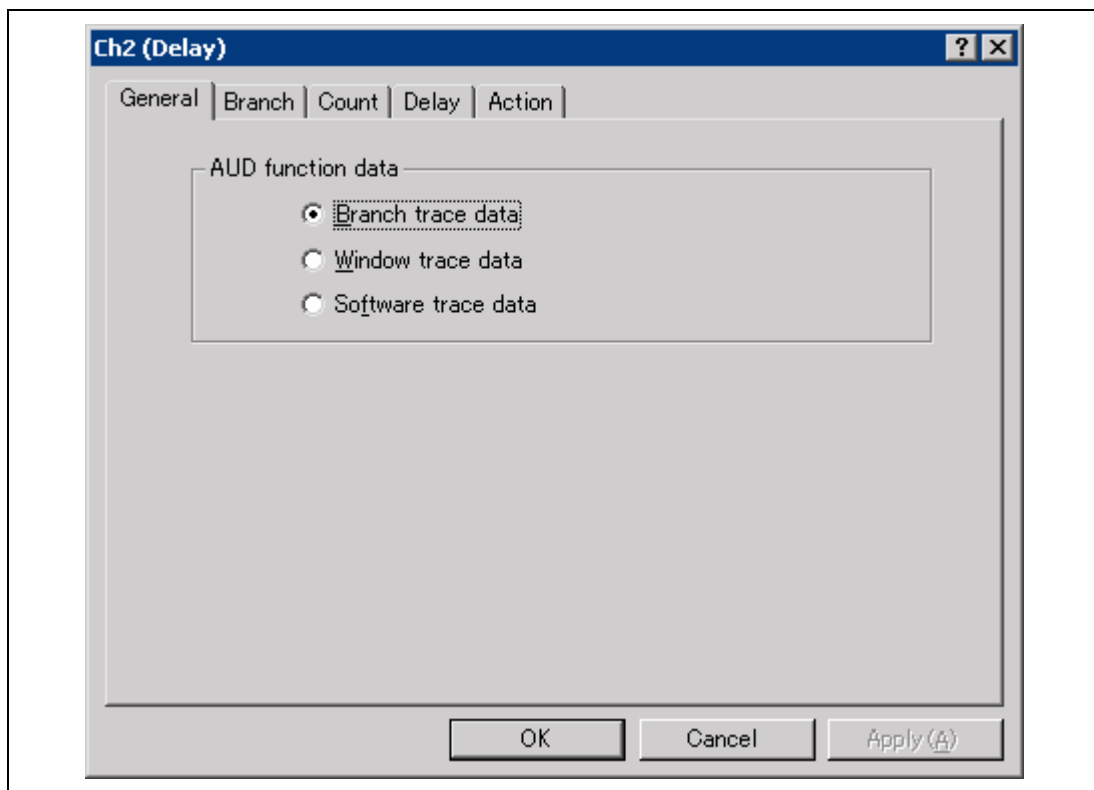 Ch2 (Delay)
General Branch Count Delay Action
AUD function data
Branch trace data
Window trace data
Software trace data
OK Cancel Apply(A)